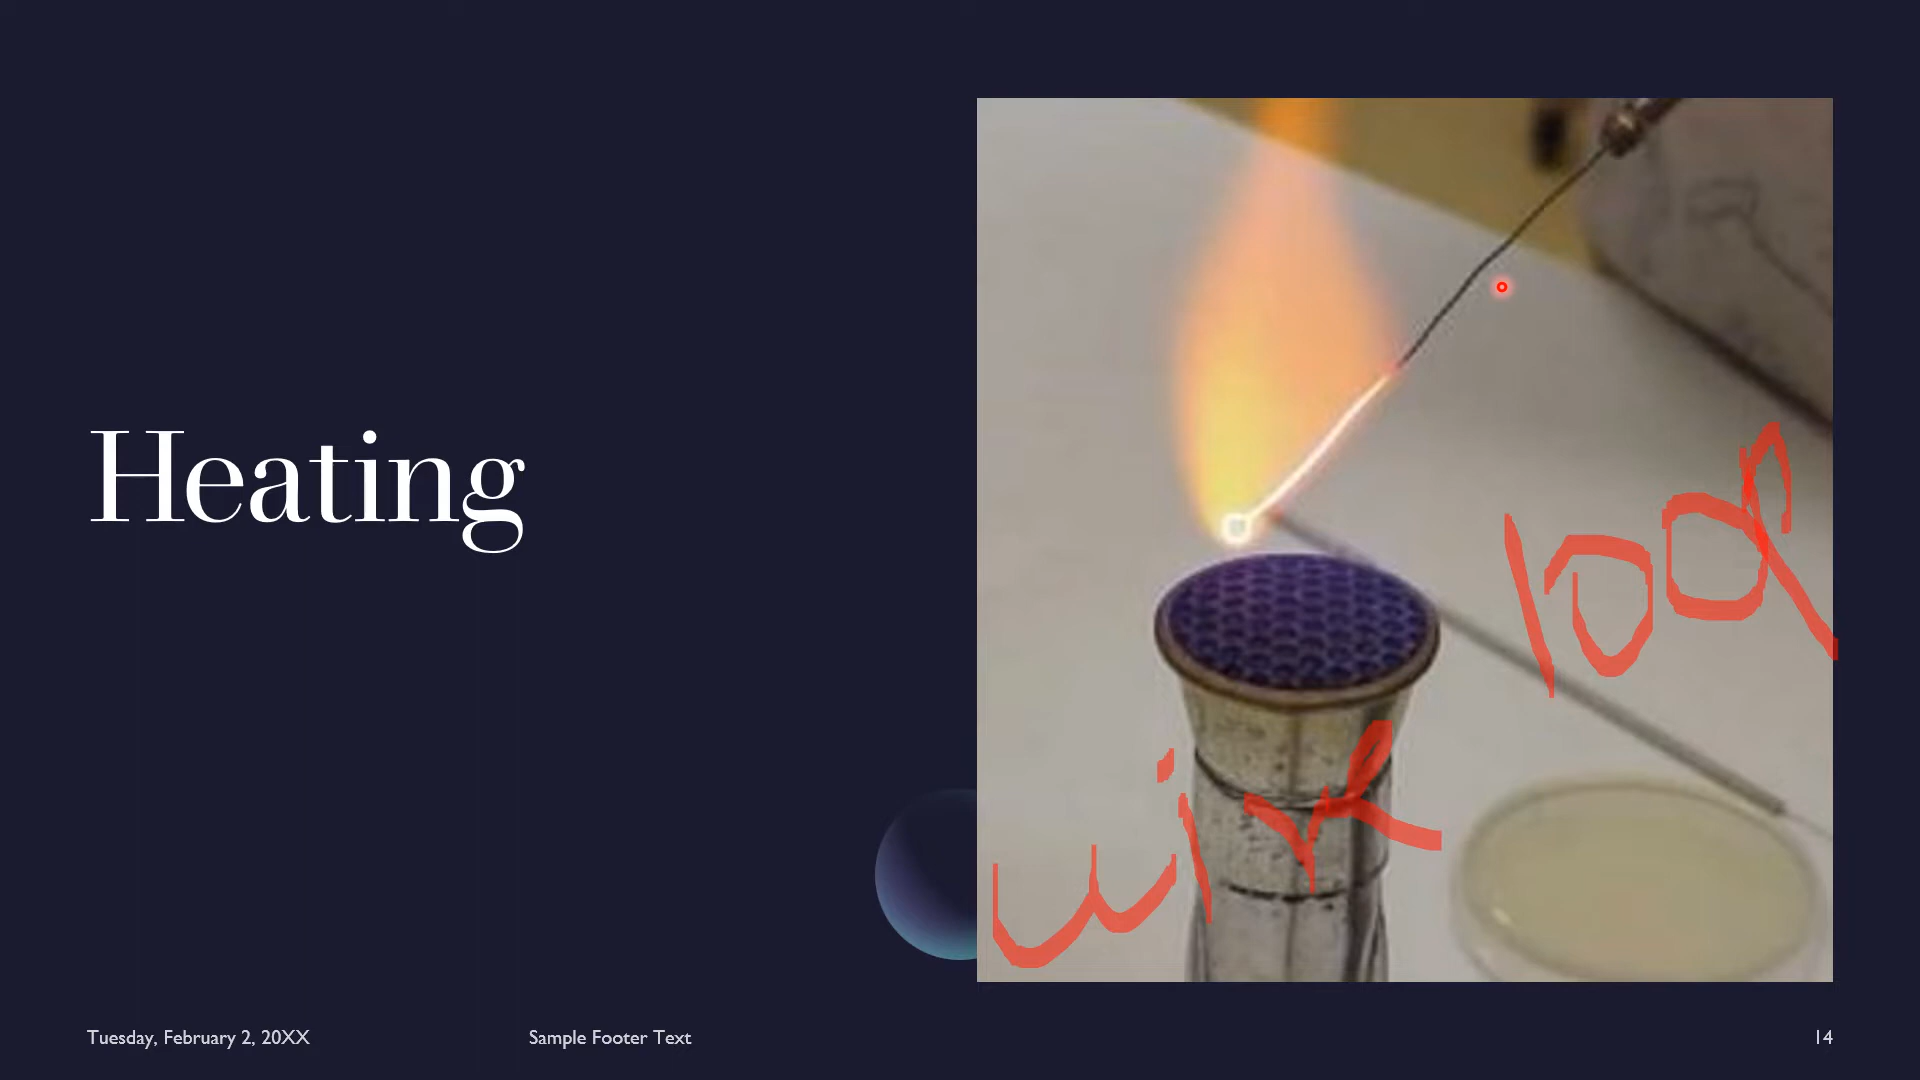 Heating
wire loop
Tuesday, February 2, 20XX
Sample Footer Text
14